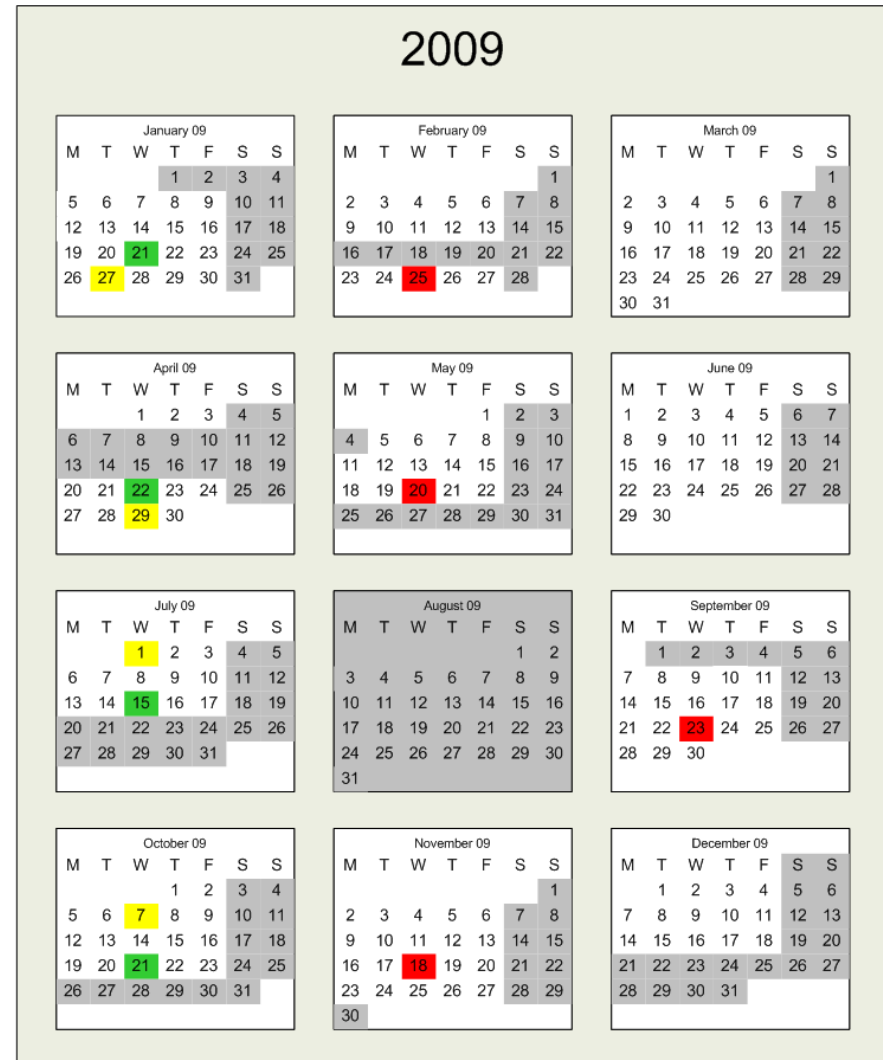 2009
January 09
M T W T F S S
1 2 3 4
5 6 7 8 9 10 11
12 13 14 15 16 17 18
19 20 21 22 23 24 25
26 27 28 29 30 31
February 09
M T W T F S S
1
2 3 4 5 6 7 8
9 10 11 12 13 14 15
16 17 18 19 20 21 22
23 24 25 26 27 28
March 09
M T W T F S S
1
2 3 4 5 6 7 8
9 10 11 12 13 14 15
16 17 18 19 20 21 22
23 24 25 26 27 28 29
30 31
April 09
M T W T F S S
1 2 3 4 5
6 7 8 9 10 11 12
13 14 15 16 17 18 19
20 21 22 23 24 25 26
27 28 29 30
May 09
M T W T F S S
1 2 3
4 5 6 7 8 9 10
11 12 13 14 15 16 17
18 19 20 21 22 23 24
25 26 27 28 29 30 31
June 09
M T W T F S S
1 2 3 4 5 6 7
8 9 10 11 12 13 14
15 16 17 18 19 20 21
22 23 24 25 26 27 28
29 30
July 09
M T W T F S S
1 2 3 4 5
6 7 8 9 10 11 12
13 14 15 16 17 18 19
20 21 22 23 24 25 26
27 28 29 30 31
August 09
M T W T F S S
1 2
3 4 5 6 7 8 9
10 11 12 13 14 15 16
17 18 19 20 21 22 23
24 25 26 27 28 29 30
31
September 09
M T W T F S S
1 2 3 4 5 6
7 8 9 10 11 12 13
14 15 16 17 18 19 20
21 22 23 24 25 26 27
28 29 30
October 09
M T W T F S S
1 2 3 4
5 6 7 8 9 10 11
12 13 14 15 16 17 18
19 20 21 22 23 24 25
26 27 28 29 30 31
November 09
M T W T F S S
1
2 3 4 5 6 7 8
9 10 11 12 13 14 15
16 17 18 19 20 21 22
23 24 25 26 27 28 29
30
December 09
M T W T F S S
1 2 3 4 5 6
7 8 9 10 11 12 13
14 15 16 17 18 19 20
21 22 23 24 25 26 27
28 29 30 31